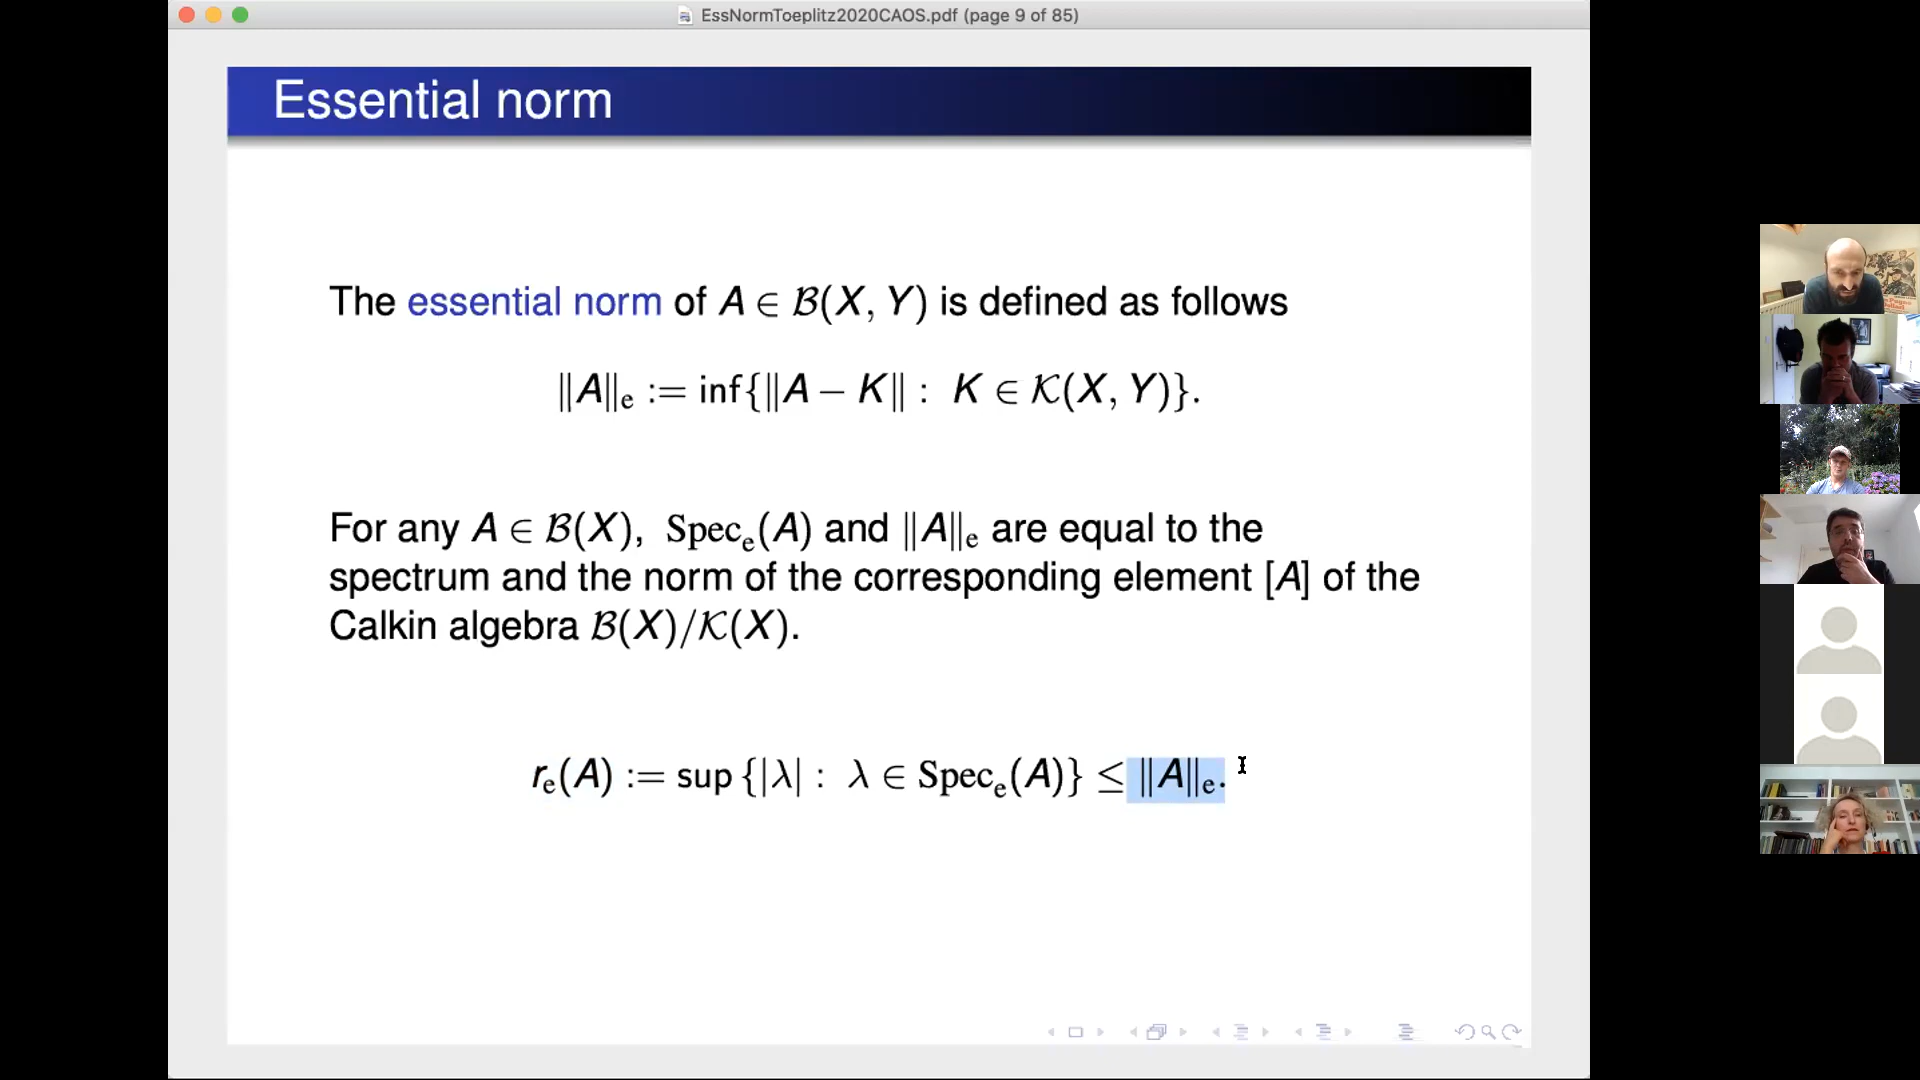 EssNormToeplitz2020CAOS.pdf (page 9 of 85)
Essential norm
The essential norm of A ∈ ℬ(X, Y) is defined as follows
‖A‖ₑ := inf{‖A − K‖ : K ∈ 𝒦(X, Y)}.
For any A ∈ ℬ(X), Specₑ(A) and ‖A‖ₑ are equal to the
spectrum and the norm of the corresponding element [A] of the
Calkin algebra ℬ(X)/𝒦(X).
rₑ(A) := sup {|λ| : λ ∈ Specₑ(A)} ≤ ‖A‖ₑ.